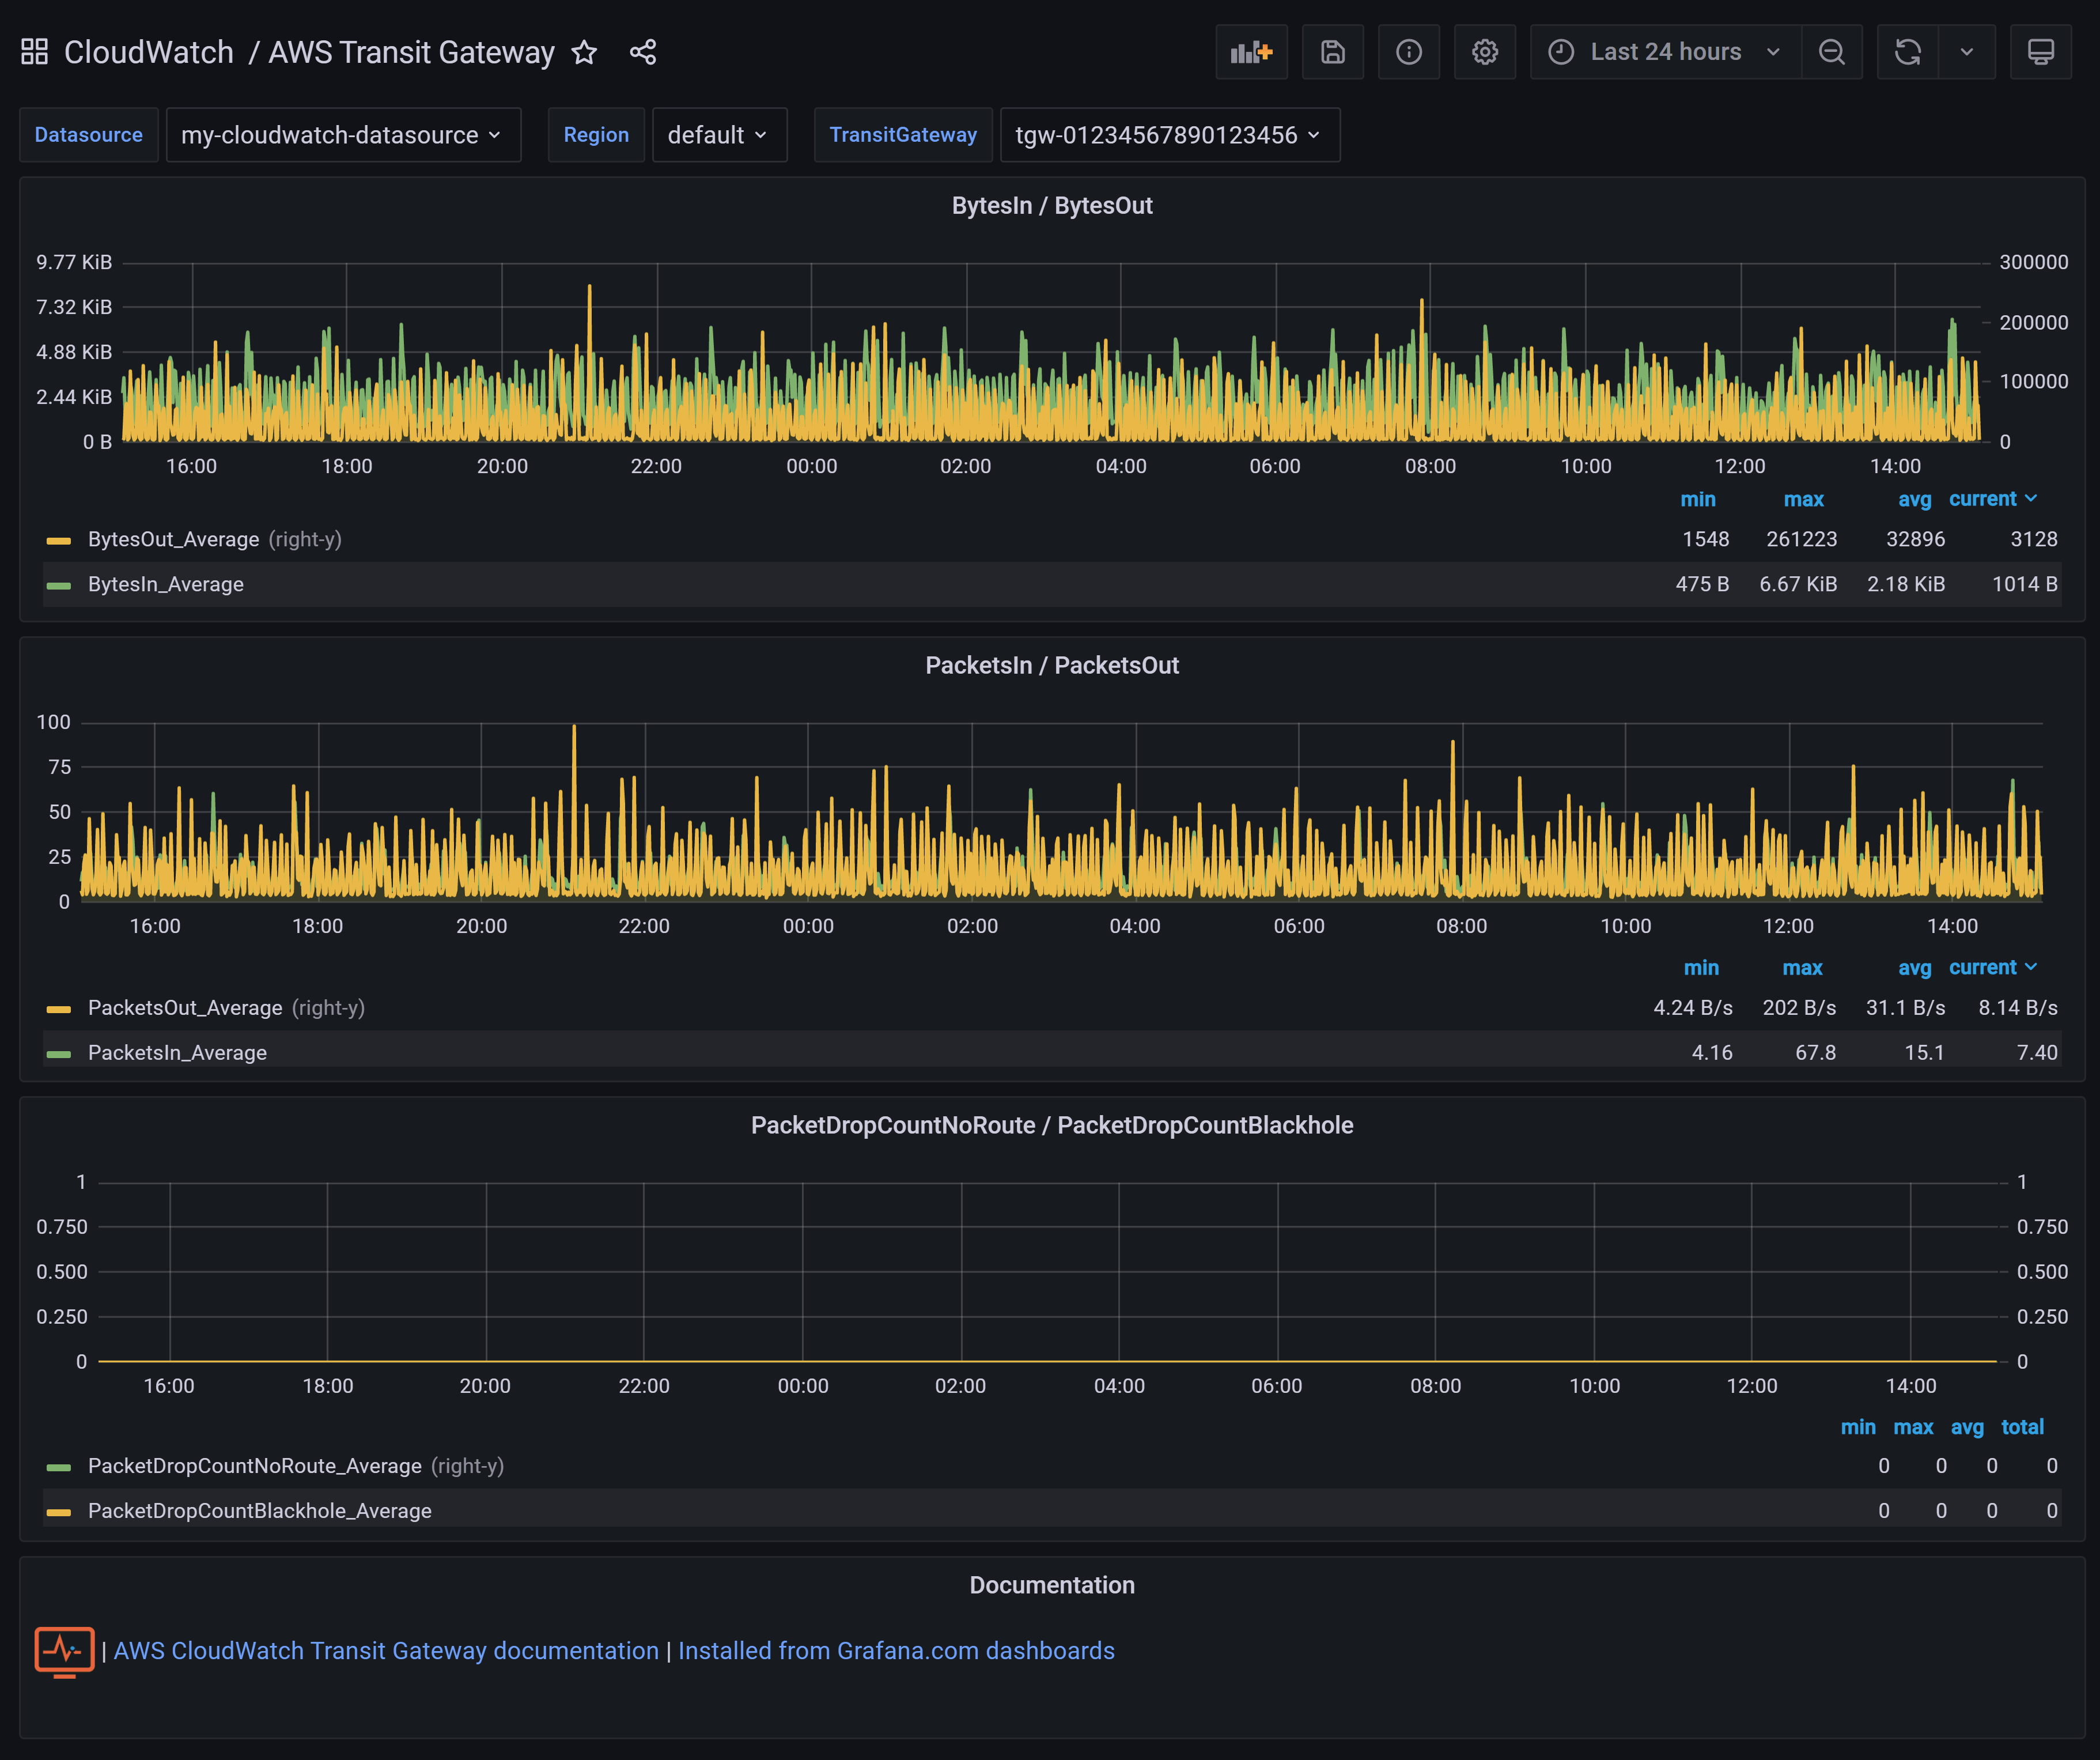 CloudWatch / AWS Transit Gateway Last 24 hours
Datasource my-cloudwatch-datasource Region default TransitGateway tgw-01234567890123456
BytesIn / BytesOut
9.77 KiB 300000
7.32 KiB
200000
4.88 KiB
100000
2.44 KiB
0 B 0
16:00 18:00 20:00 22:00 00:00 02:00 04:00 06:00 08:00 10:00 12:00 14:00
min max avg current
BytesOut_Average (right-y) 1548 261223 32896 3128
BytesIn_Average 475 B 6.67 KiB 2.18 KiB 1014 B
PacketsIn / PacketsOut
100
75
50
25
0
16:00 18:00 20:00 22:00 00:00 02:00 04:00 06:00 08:00 10:00 12:00 14:00
min max avg current
PacketsOut_Average (right-y) 4.24 B/s 202 B/s 31.1 B/s 8.14 B/s
PacketsIn_Average 4.16 67.8 15.1 7.40
PacketDropCountNoRoute / PacketDropCountBlackhole
1 1
0.750 0.750
0.500 0.500
0.250 0.250
0 0
16:00 18:00 20:00 22:00 00:00 02:00 04:00 06:00 08:00 10:00 12:00 14:00
min max avg total
PacketDropCountNoRoute_Average (right-y) 0 0 0 0
PacketDropCountBlackhole_Average 0 0 0 0
Documentation
| AWS CloudWatch Transit Gateway documentation | Installed from Grafana.com dashboards